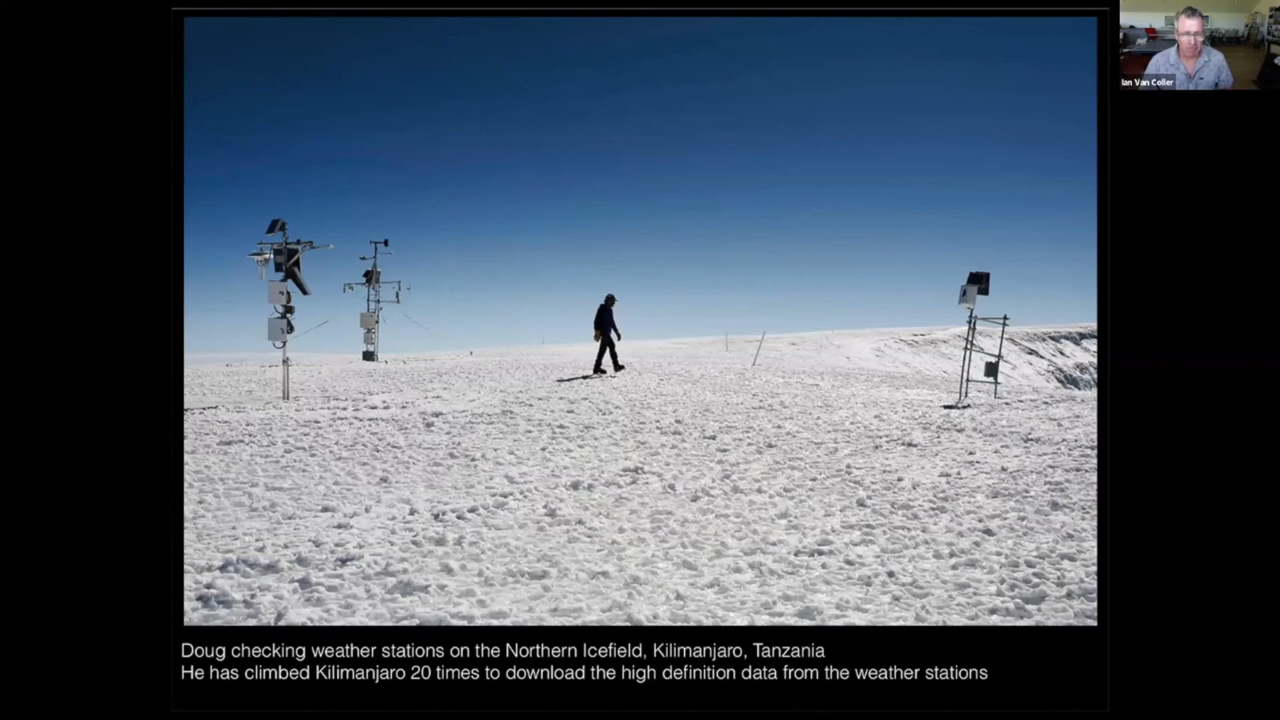 Ian Van Coller
Doug checking weather stations on the Northern Icefield, Kilimanjaro, Tanzania
He has climbed Kilimanjaro 20 times to download the high definition data from the weather stations